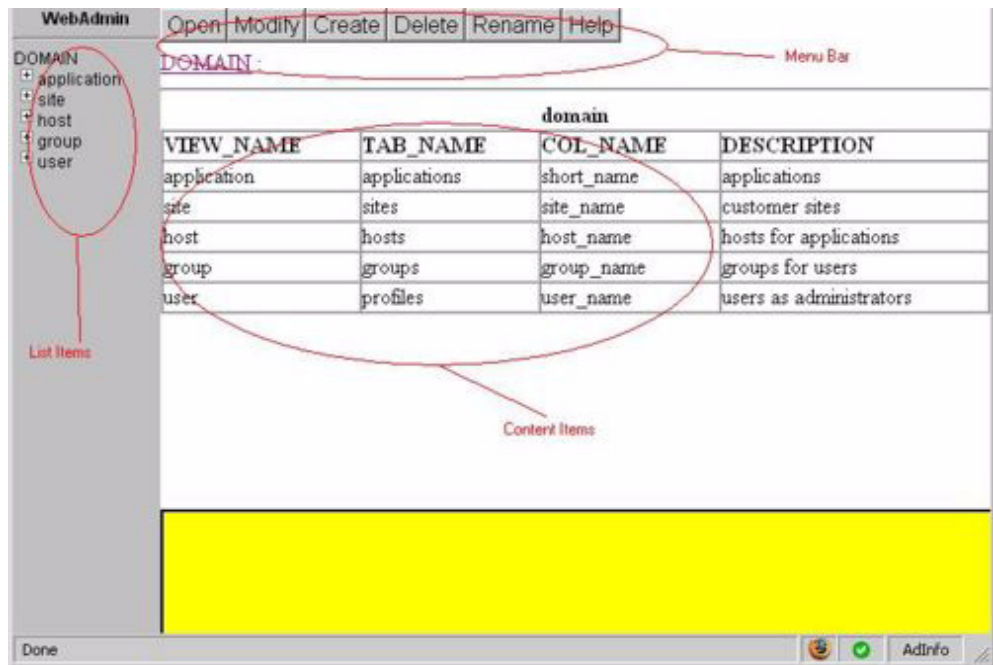 WebAdmin
Open Modify Create Delete Rename Help
Menu Bar
DOMAIN :
DOMAIN
application
site
host
group
user
domain
VIEW_NAME TAB_NAME COL_NAME DESCRIPTION
application applications short_name applications
site sites site_name customer sites
host hosts host_name hosts for applications
group groups group_name groups for users
user profiles user_name users as administrators
List Items
Content Items
Done
AdInfo